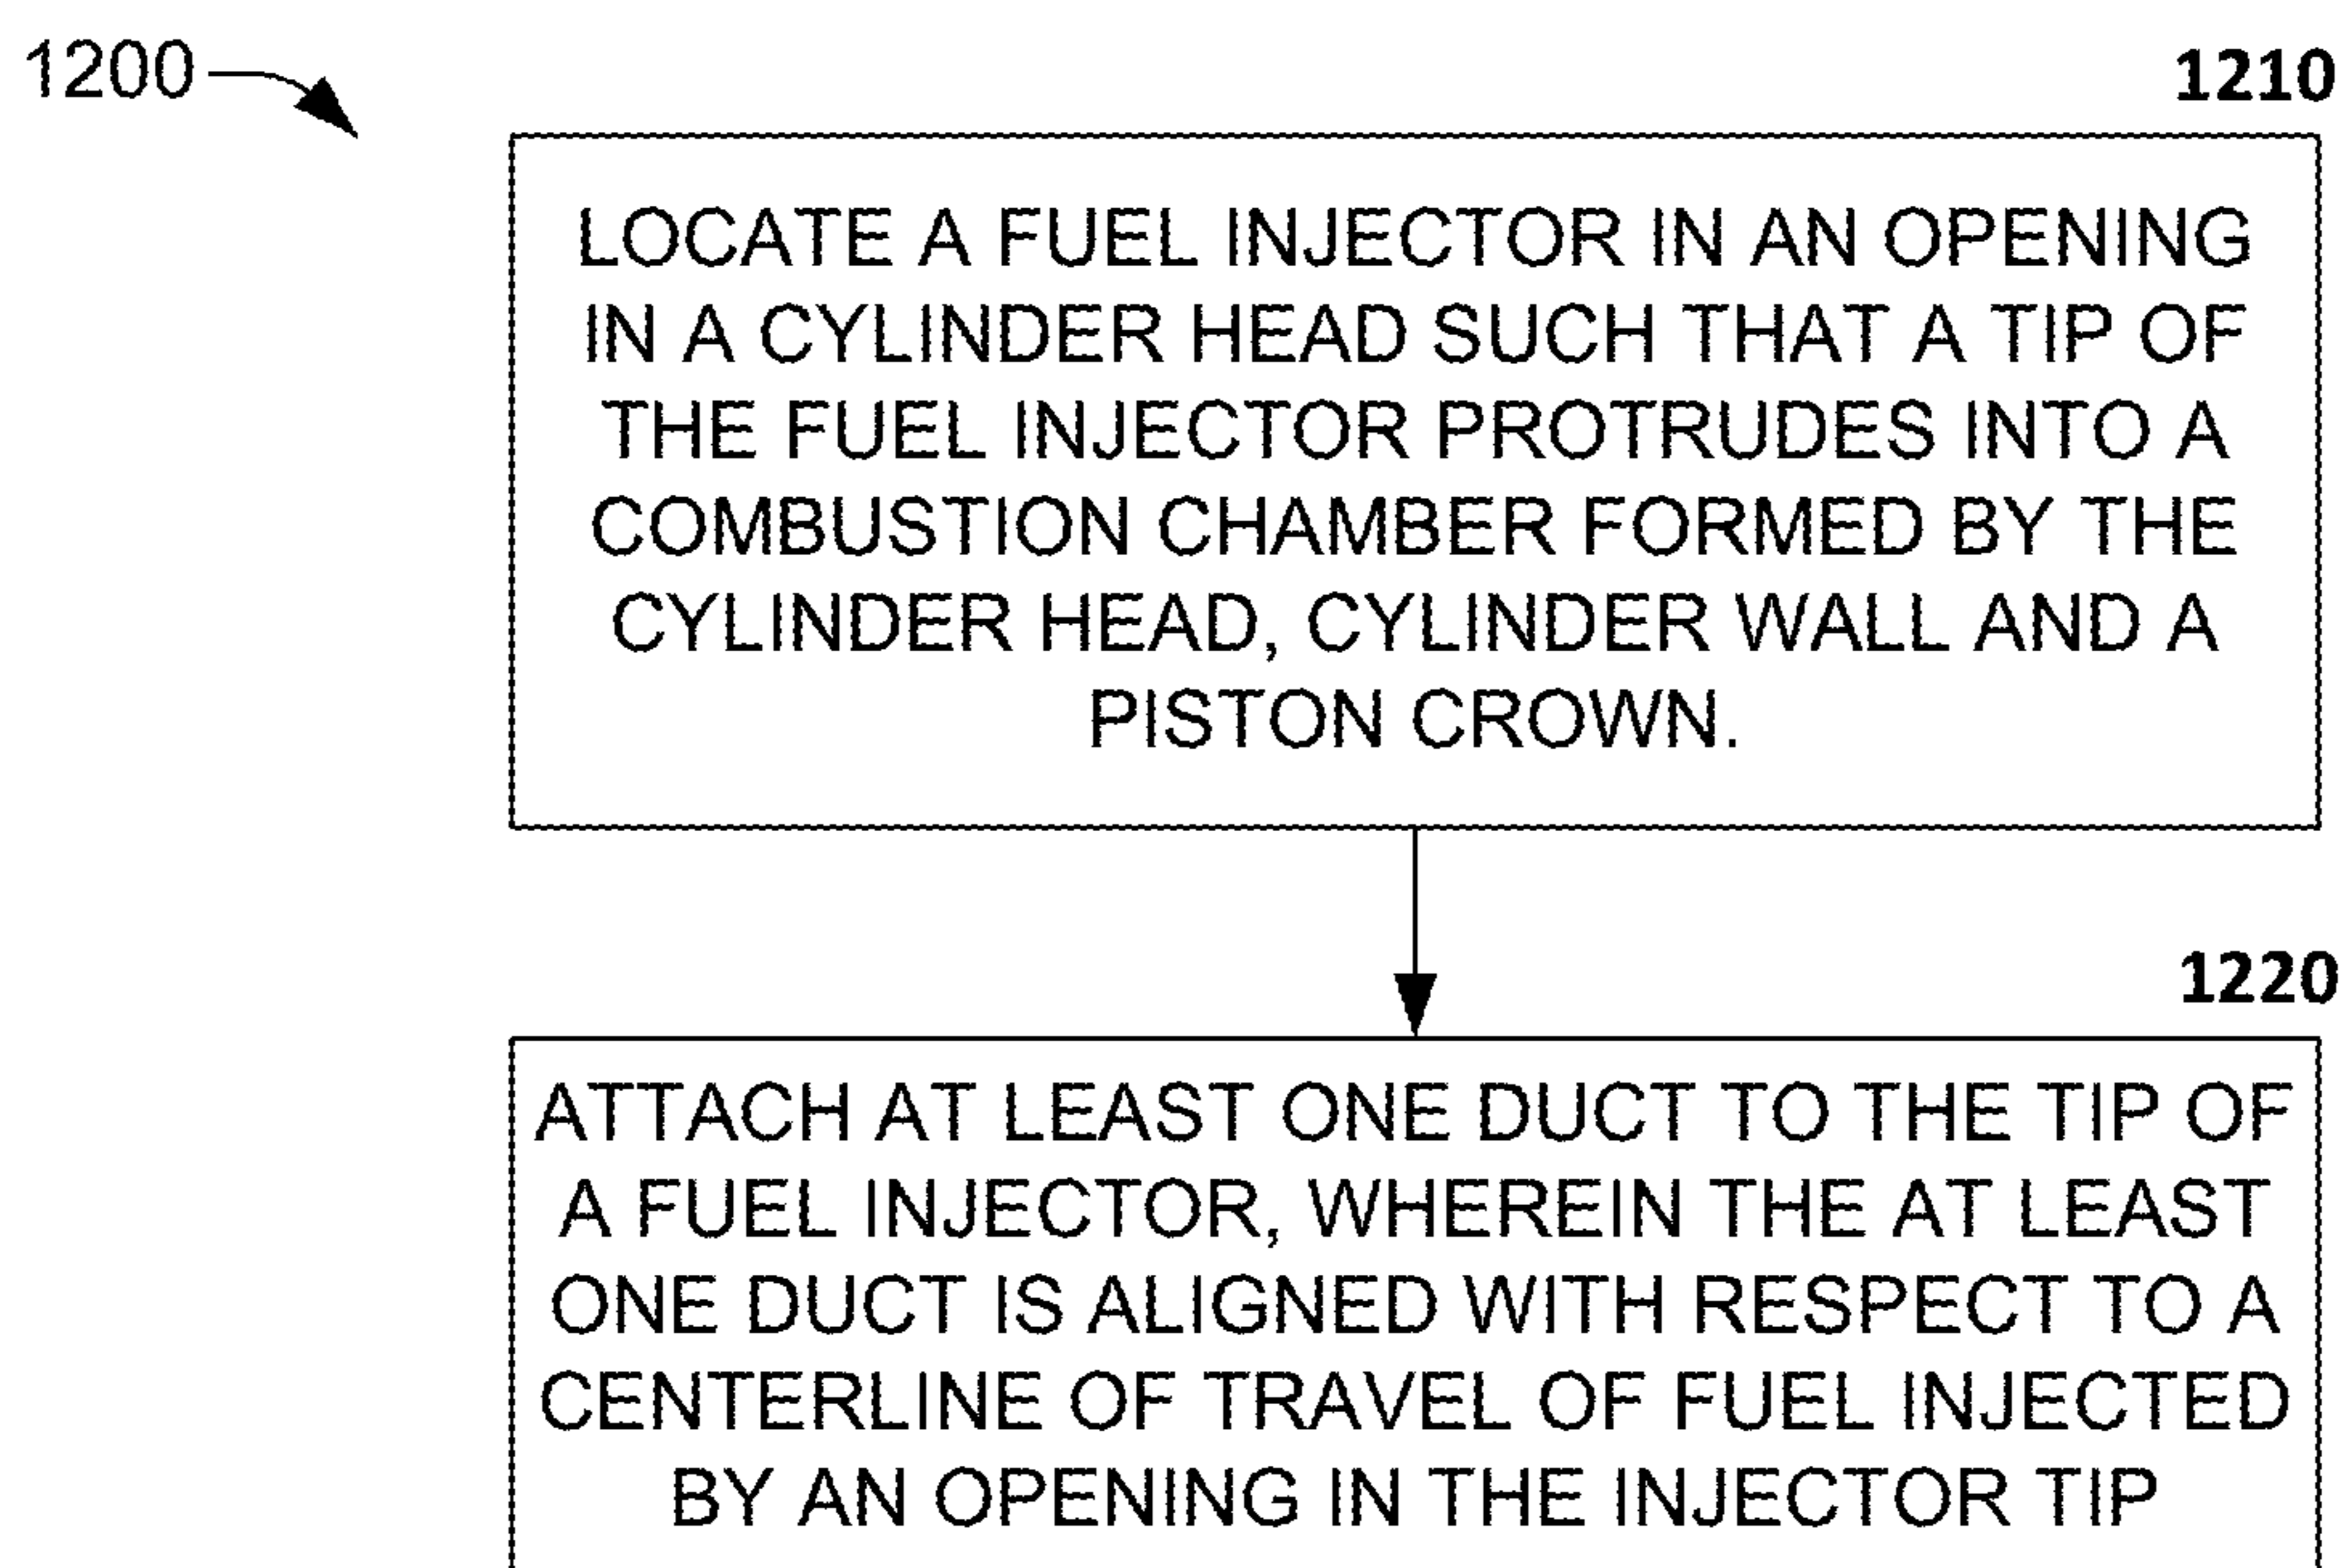 1200
1210
LOCATE A FUEL INJECTOR IN AN OPENING
IN A CYLINDER HEAD SUCH THAT A TIP OF
THE FUEL INJECTOR PROTRUDES INTO A
COMBUSTION CHAMBER FORMED BY THE
CYLINDER HEAD, CYLINDER WALL AND A
PISTON CROWN.
1220
ATTACH AT LEAST ONE DUCT TO THE TIP OF
A FUEL INJECTOR, WHEREIN THE AT LEAST
ONE DUCT IS ALIGNED WITH RESPECT TO A
CENTERLINE OF TRAVEL OF FUEL INJECTED
BY AN OPENING IN THE INJECTOR TIP